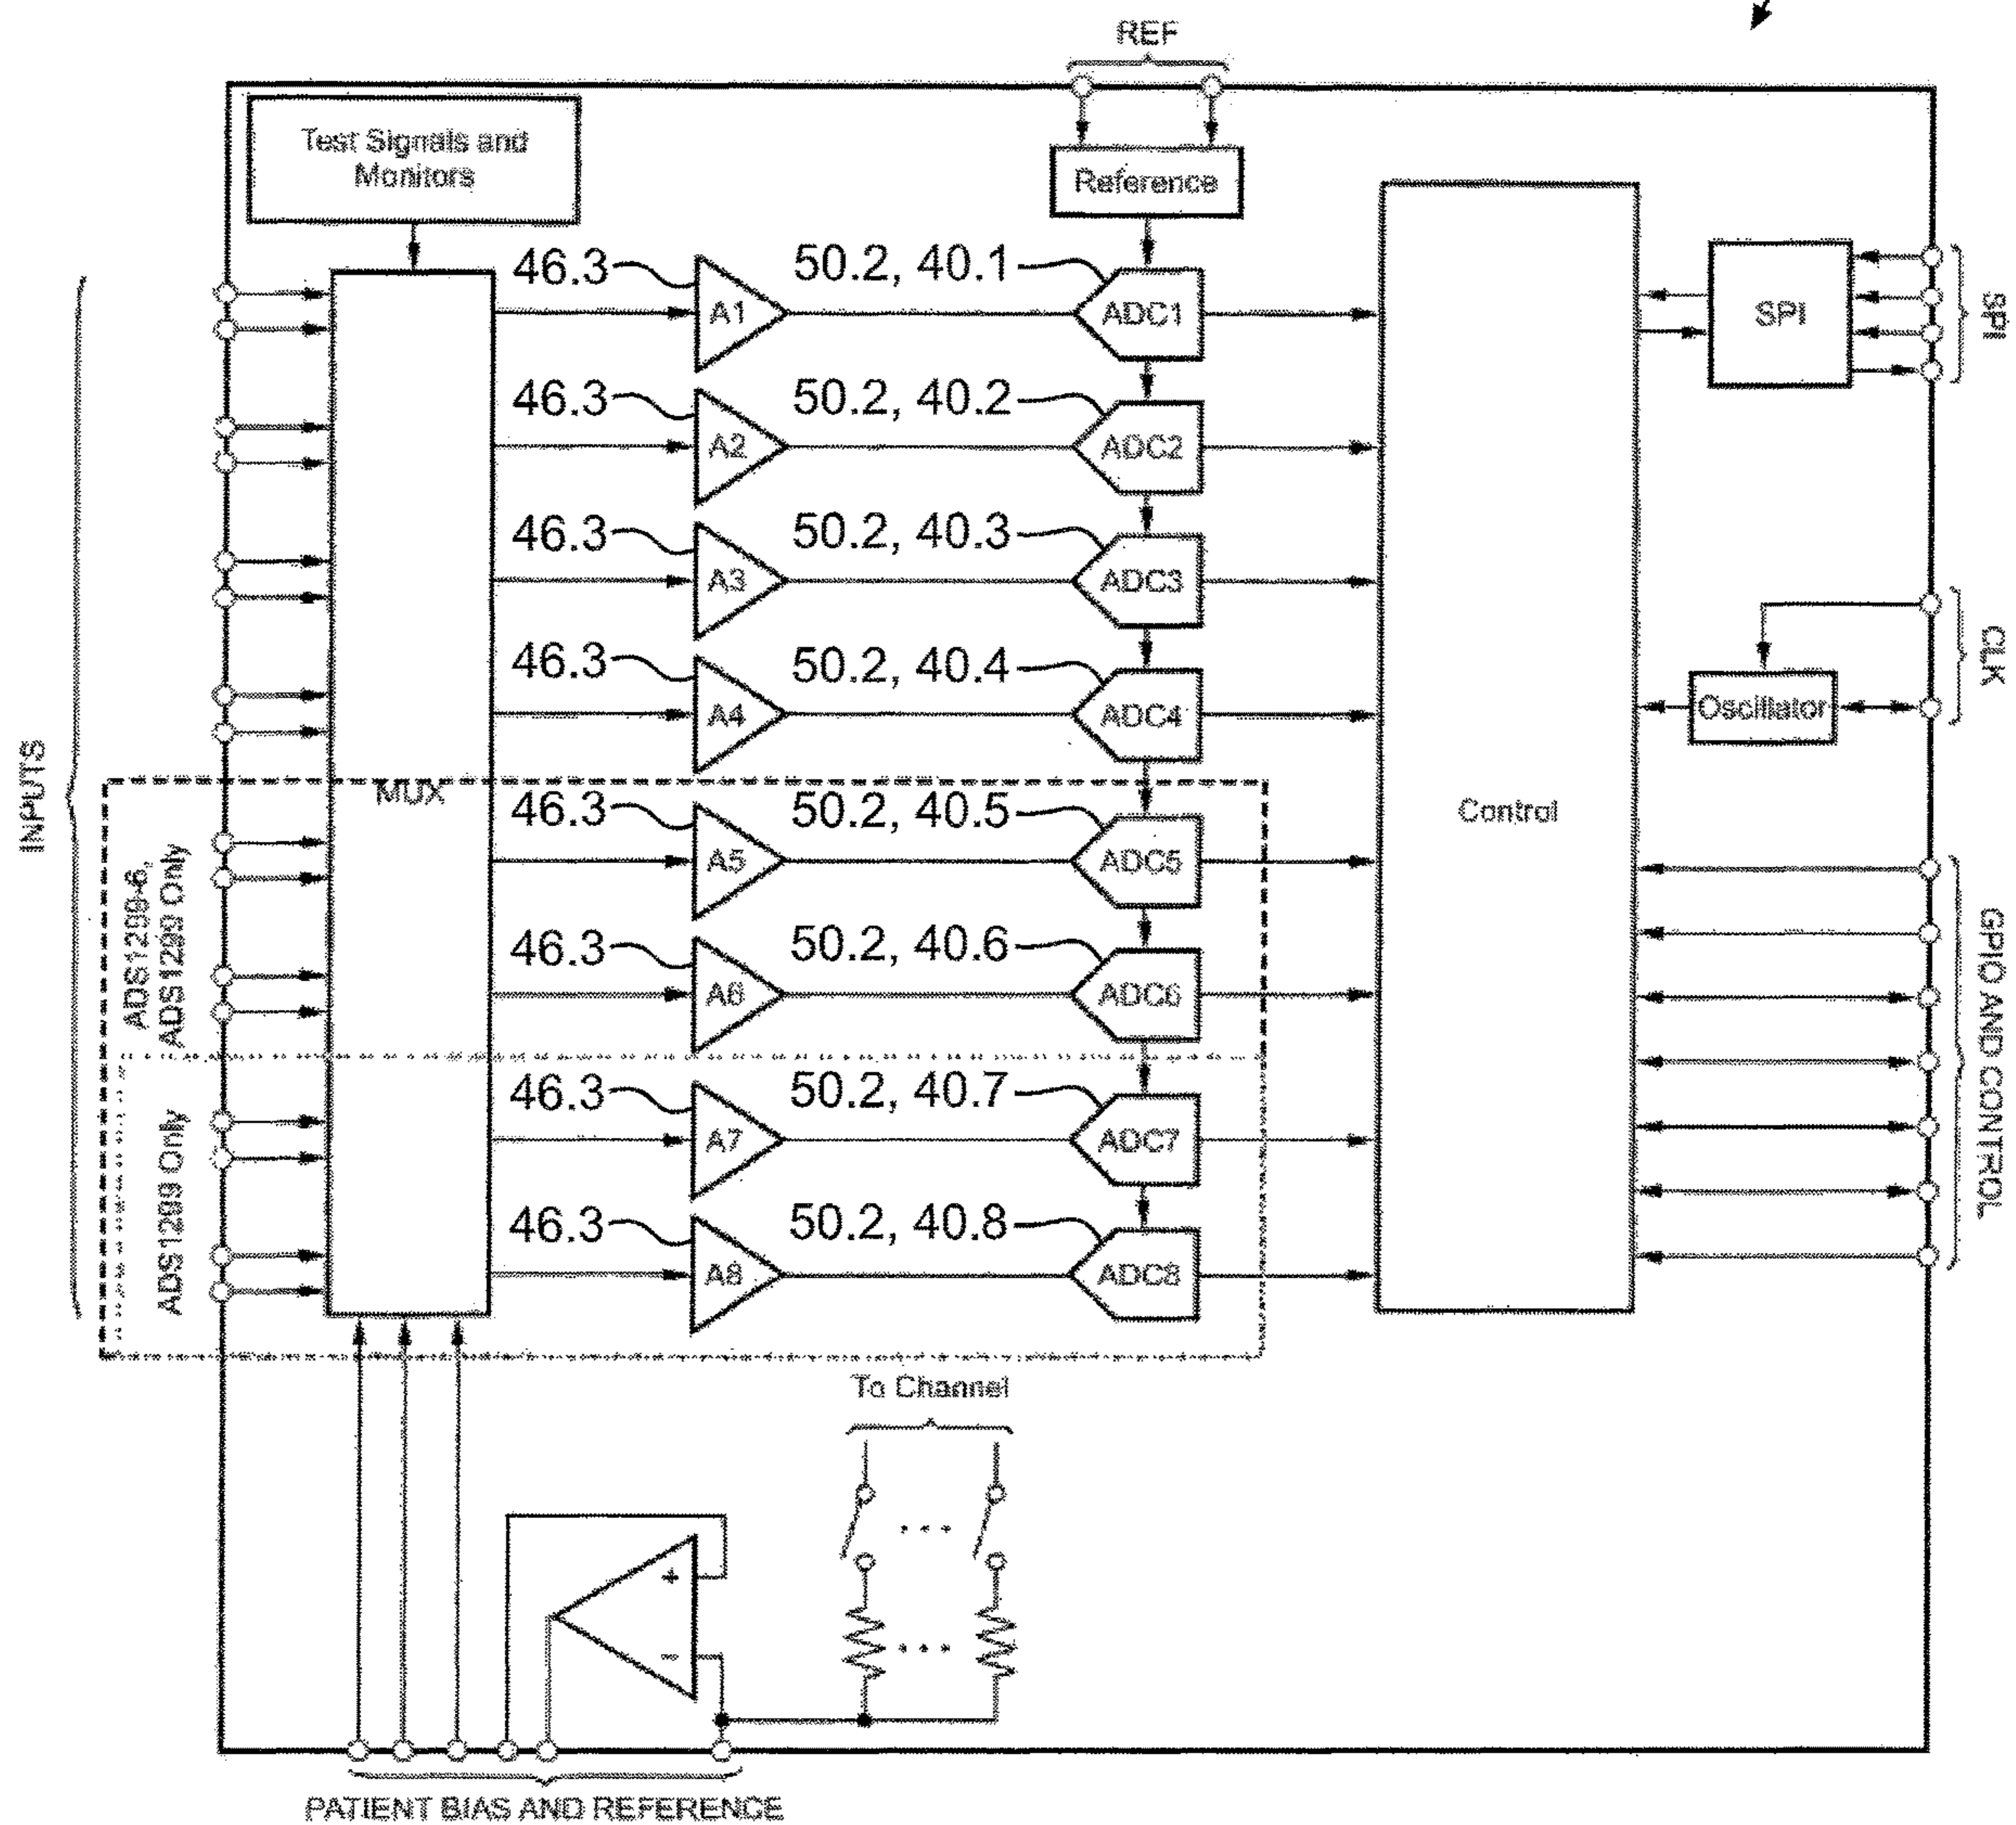 REF
Test Signals and
Monitors
Reference
46.3
50.2, 40.1
A1
ADC1
SPI
SPI
46.3
50.2, 40.2
A2
ADC2
46.3
50.2, 40.3
A3
ADC3
46.3
50.2, 40.4
A4
ADC4
Oscillator
CLK
INPUTS
MUX
Control
46.3
50.2, 40.5
A5
ADC5
ADS1299-6,
ADS1299 Only
46.3
50.2, 40.6
A6
ADC6
GPIO AND CONTROL
46.3
50.2, 40.7
A7
ADC7
ADS1299 Only
46.3
50.2, 40.8
A8
ADC8
To Channel
+
−
PATIENT BIAS AND REFERENCE